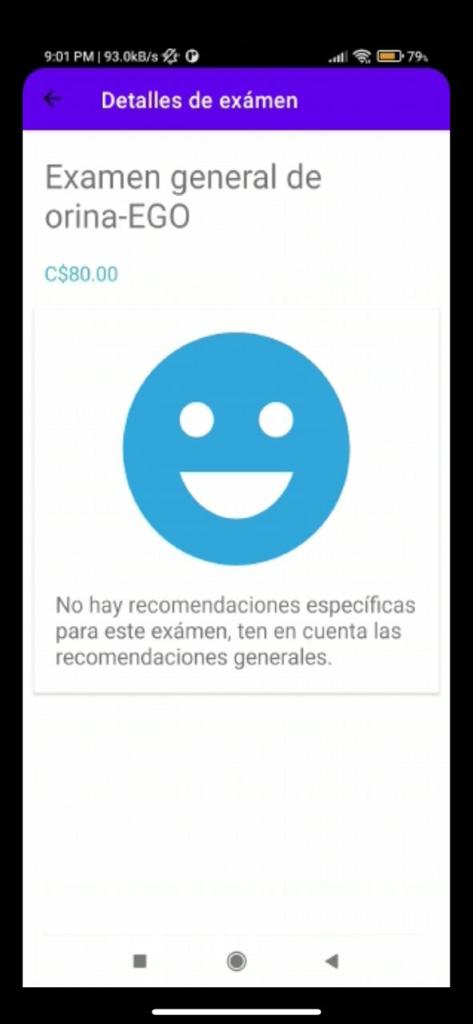 9:01 PM | 93.0kB/s
79%
Detalles de exámen
Examen general de
orina-EGO
C$80.00
No hay recomendaciones específicas
para este exámen, ten en cuenta las
recomendaciones generales.